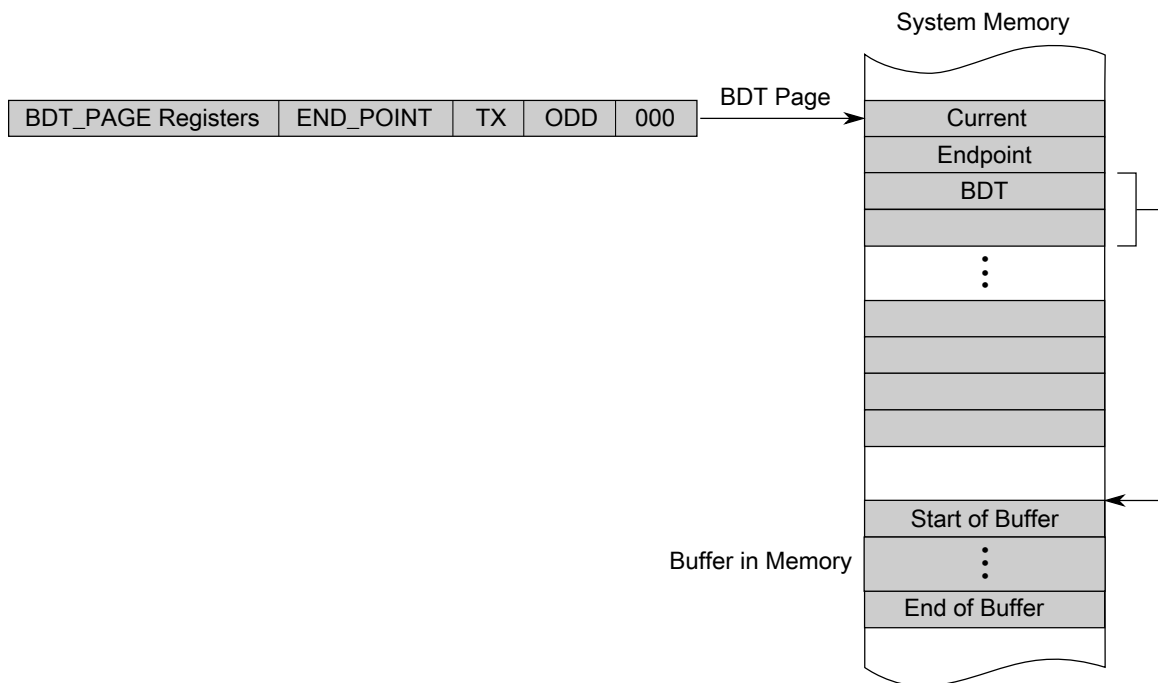 System Memory
BDT_PAGE Registers END_POINT TX ODD 000
BDT Page
Current
Endpoint
BDT
Start of Buffer
Buffer in Memory
End of Buffer